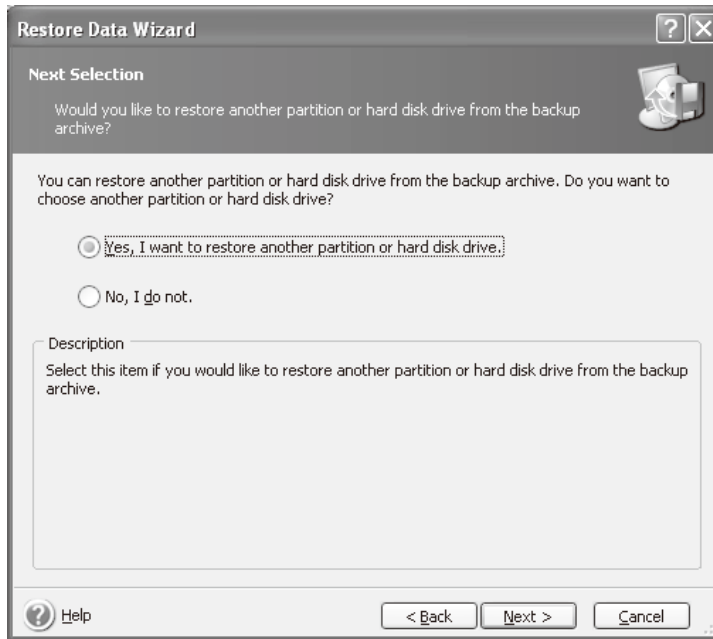 Restore Data Wizard
Next Selection
Would you like to restore another partition or hard disk drive from the backup
archive?
You can restore another partition or hard disk drive from the backup archive. Do you want to
choose another partition or hard disk drive?
Yes, I want to restore another partition or hard disk drive.
No, I do not.
Description
Select this item if you would like to restore another partition or hard disk drive from the backup
archive.
Help
< Back
Next >
Cancel